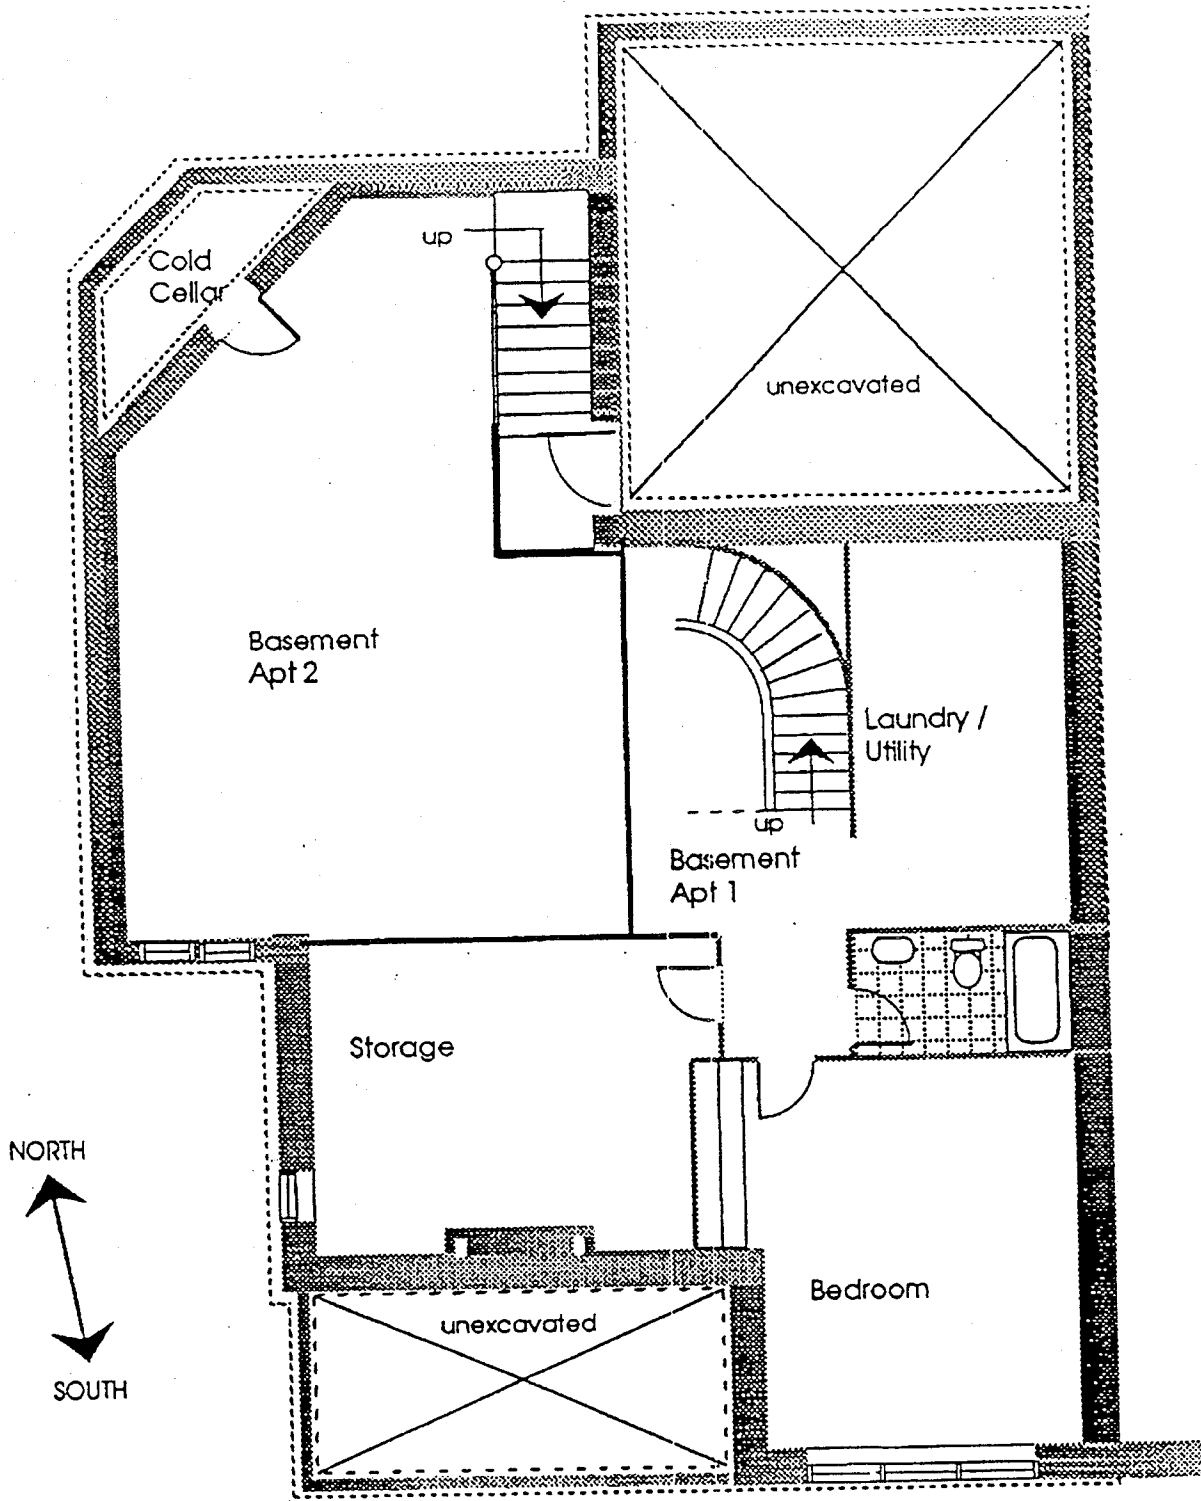 up
Cold
Cellar
unexcavated
Basement
Apt 2
Laundry /
Utility
up
Basement
Apt 1
Storage
NORTH
SOUTH
Bedroom
unexcavated